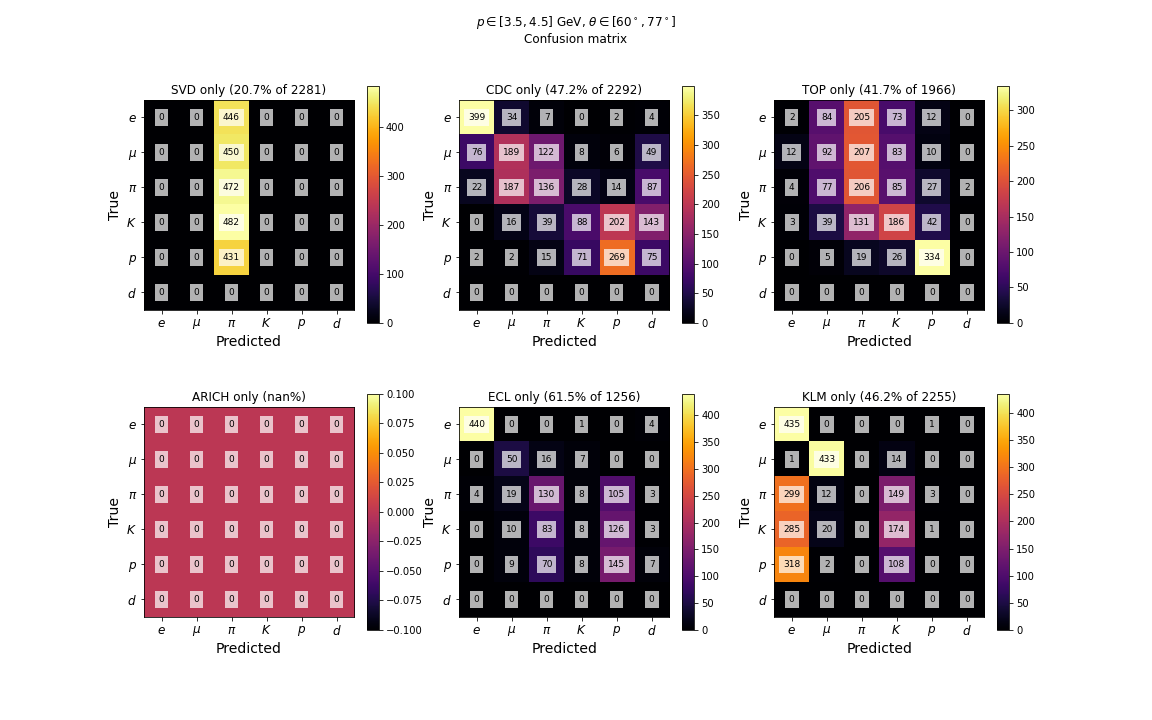 p ∈ [3.5, 4.5] GeV, θ ∈ [60°, 77°]
Confusion matrix
SVD only (20.7% of 2281)
e 0 0 446 0 0 0
μ 0 0 450 0 0 0
π 0 0 472 0 0 0
K 0 0 482 0 0 0
p 0 0 431 0 0 0
d 0 0 0 0 0 0
e μ π K p d
True
Predicted
400
300
200
100
0
CDC only (47.2% of 2292)
e 399 34 7 0 2 4
μ 76 189 122 8 6 49
π 22 187 136 28 14 87
K 0 16 39 88 202 143
p 2 2 15 71 269 75
d 0 0 0 0 0 0
e μ π K p d
True
Predicted
350
300
250
200
150
100
50
0
TOP only (41.7% of 1966)
e 2 84 205 73 12 0
μ 12 92 207 83 10 0
π 4 77 206 85 27 2
K 3 39 131 186 42 0
p 0 5 19 26 334 0
d 0 0 0 0 0 0
e μ π K p d
True
Predicted
300
250
200
150
100
50
0
ARICH only (nan%)
e 0 0 0 0 0 0
μ 0 0 0 0 0 0
π 0 0 0 0 0 0
K 0 0 0 0 0 0
p 0 0 0 0 0 0
d 0 0 0 0 0 0
e μ π K p d
True
Predicted
0.100
0.075
0.050
0.025
0.000
−0.025
−0.050
−0.075
−0.100
ECL only (61.5% of 1256)
e 440 0 0 1 0 4
μ 0 50 16 7 0 0
π 4 19 130 8 105 3
K 0 10 83 8 126 3
p 0 9 70 8 145 7
d 0 0 0 0 0 0
e μ π K p d
True
Predicted
400
350
300
250
200
150
100
50
0
KLM only (46.2% of 2255)
e 435 0 0 0 1 0
μ 1 433 0 14 0 0
π 299 12 0 149 3 0
K 285 20 0 174 1 0
p 318 2 0 108 0 0
d 0 0 0 0 0 0
e μ π K p d
True
Predicted
400
350
300
250
200
150
100
50
0